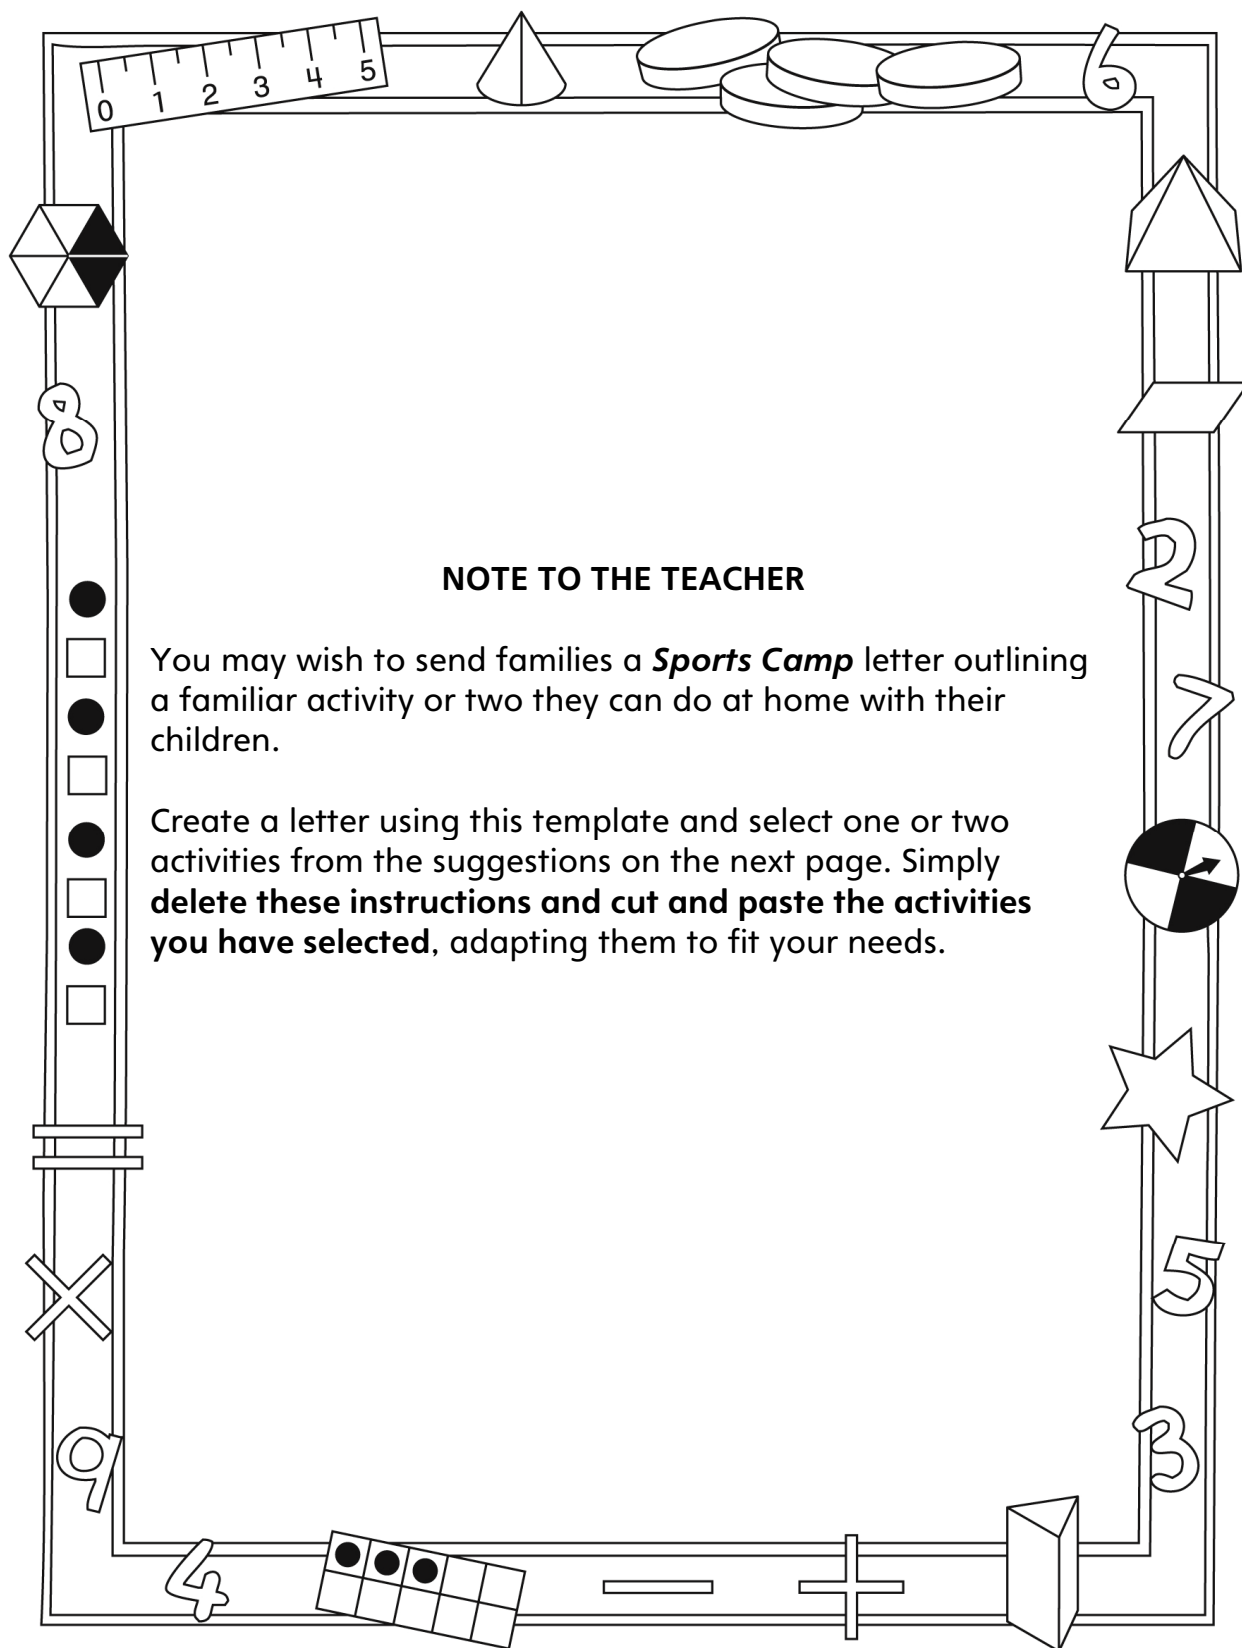 0 1 2 3 4 5
6
8
2
NOTE TO THE TEACHER
You may wish to send families a Sports Camp letter outlining
a familiar activity or two they can do at home with their
children.
7
Create a letter using this template and select one or two
activities from the suggestions on the next page. Simply
delete these instructions and cut and paste the activities
you have selected, adapting them to fit your needs.
=
×
5
9
3
4
− +